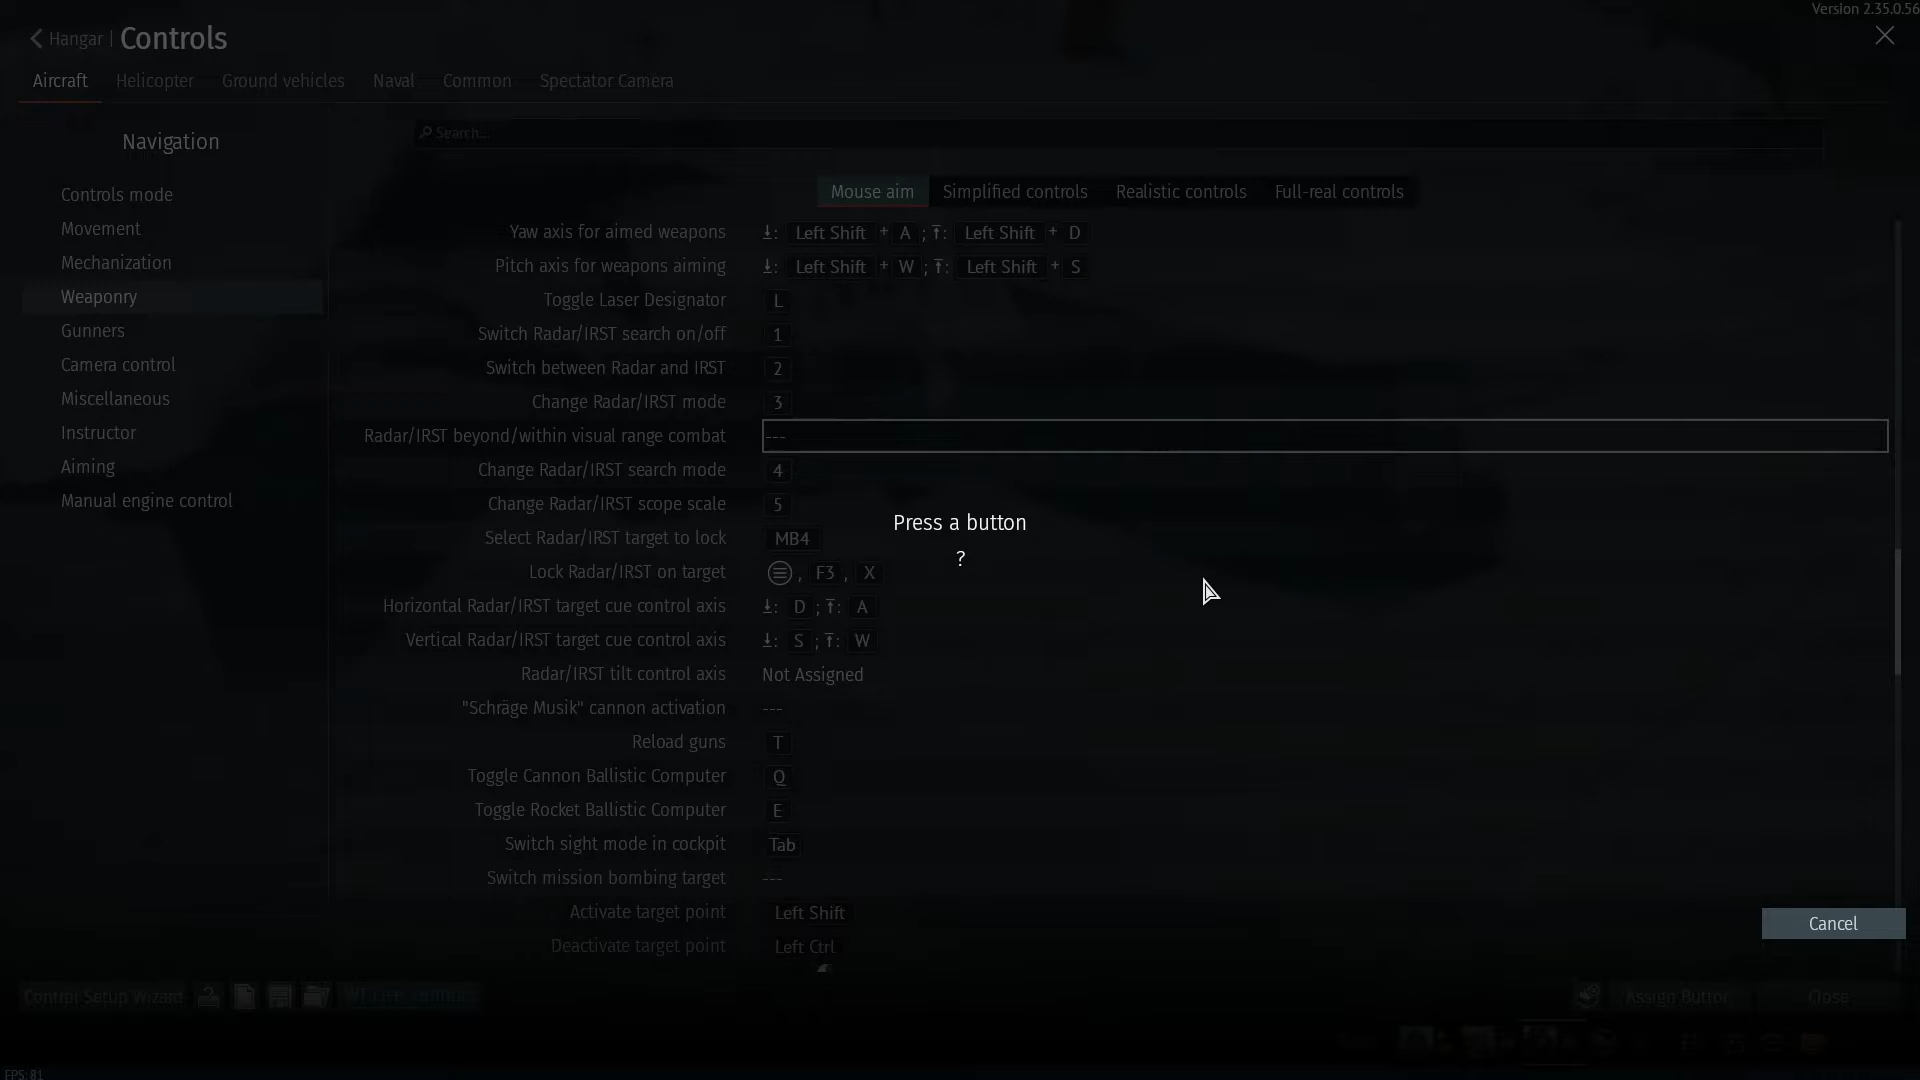 Version 2.35.0.56
Hangar | Controls
Aircraft Helicopter Ground vehicles Naval Common Spectator Camera
Navigation
Search...
Controls mode
Movement
Mechanization
Weaponry
Gunners
Camera control
Miscellaneous
Instructor
Aiming
Manual engine control
Mouse aim Simplified controls Realistic controls Full-real controls
Yaw axis for aimed weapons ↓: Left Shift + A ; ↑: Left Shift + D
Pitch axis for weapons aiming ↓: Left Shift + W ; ↑: Left Shift + S
Toggle Laser Designator L
Switch Radar/IRST search on/off 1
Switch between Radar and IRST 2
Change Radar/IRST mode 3
Radar/IRST beyond/within visual range combat ---
Change Radar/IRST search mode 4
Change Radar/IRST scope scale 5
Select Radar/IRST target to lock MB4
Lock Radar/IRST on target , F3 , X
Horizontal Radar/IRST target cue control axis ↓: D ; ↑: A
Vertical Radar/IRST target cue control axis ↓: S ; ↑: W
Radar/IRST tilt control axis Not Assigned
"Schräge Musik" cannon activation ---
Reload guns T
Toggle Cannon Ballistic Computer Q
Toggle Rocket Ballistic Computer E
Switch sight mode in cockpit Tab
Switch mission bombing target ---
Activate target point Left Shift
Deactivate target point Left Ctrl
Press a button
?
Cancel
Control Setup Wizard
Assign Button Close
FPS: 81